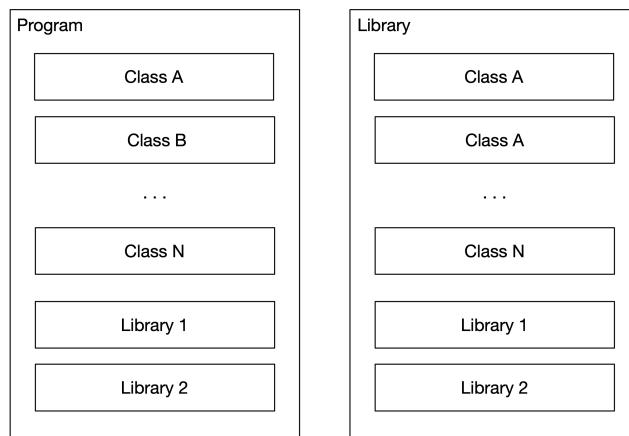 Program
Class A
Class B
. . .
Class N
Library 1
Library 2
Library
Class A
Class A
. . .
Class N
Library 1
Library 2